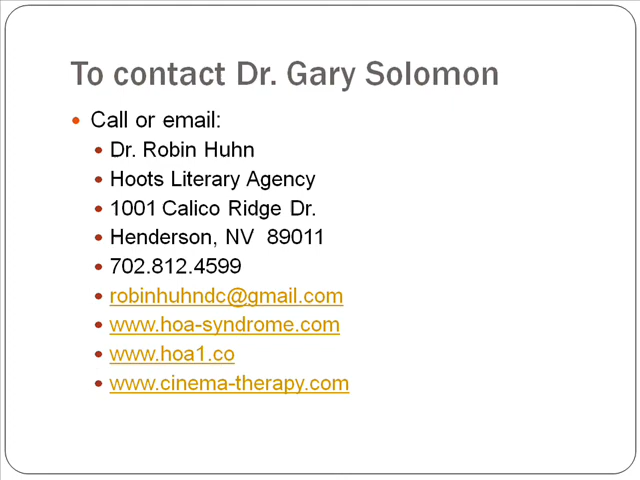 To contact Dr. Gary Solomon
Call or email:
Dr. Robin Huhn
Hoots Literary Agency
1001 Calico Ridge Dr.
Henderson, NV  89011
702.812.4599
robinhuhndc@gmail.com
www.hoa-syndrome.com
www.hoa1.co
www.cinema-therapy.com